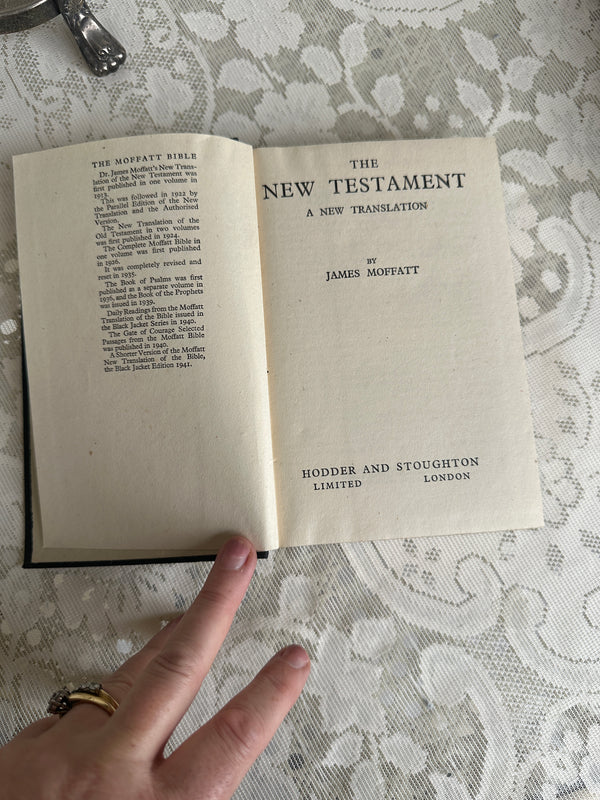 THE MOFFATT BIBLE
Dr. James Moffatt's New Trans-
lation of the New Testament was
first published in one volume in
1913.
This was followed in 1922 by
the Parallel Edition of the New
Translation and the Authorised
Version.
The New Translation of the
Old Testament in two volumes
was first published in 1924.
The Complete Moffatt Bible in
one volume was first published
in 1926.
It was completely revised and
reset in 1935.
The Book of Psalms was first
published as a separate volume in
1926, and the Book of the Prophets
was issued in 1939.
Daily Readings from the Moffatt
Translation of the Bible issued in
the Black Jacket Series in 1940.
The Gate of Courage Selected
Passages from the Moffatt Bible
was published in 1940.
A Shorter Version of the Moffatt
New Translation of the Bible,
the Black Jacket Edition 1941.
THE
NEW TESTAMENT
A NEW TRANSLATION
BY
JAMES MOFFATT
HODDER AND STOUGHTON
LIMITED LONDON